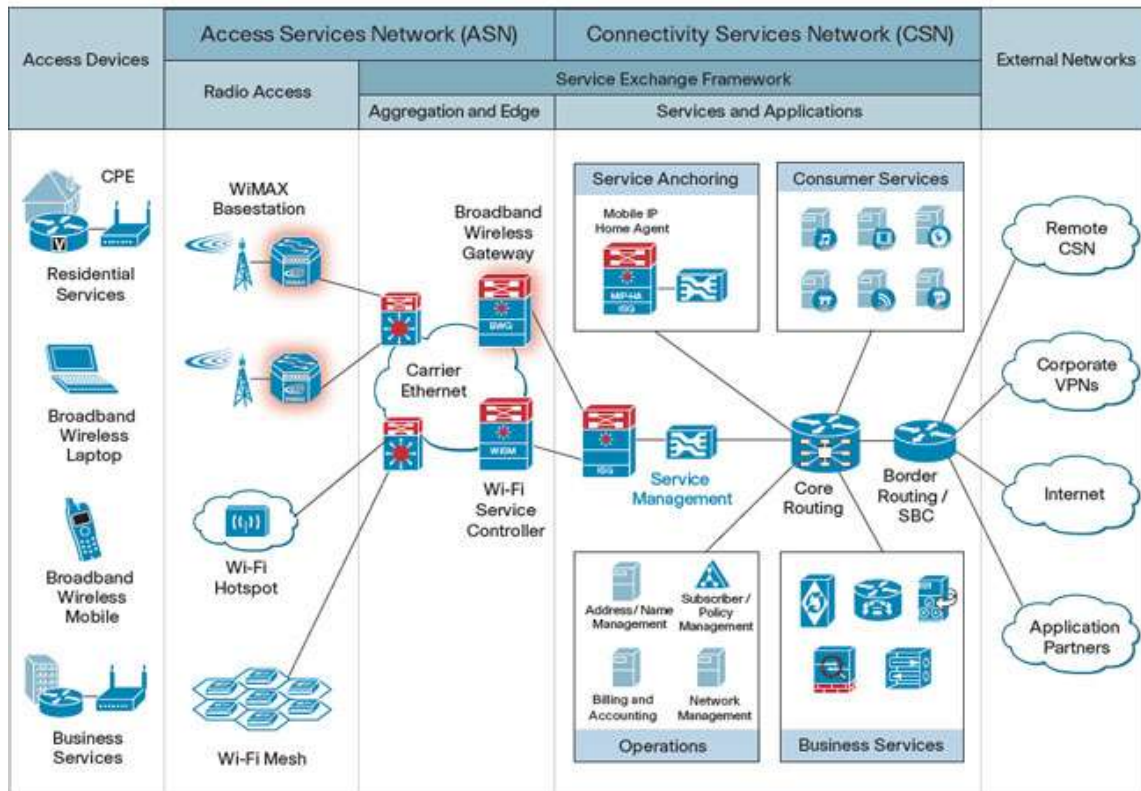 Access Devices
Access Services Network (ASN)
Connectivity Services Network (CSN)
External Networks
Radio Access
Service Exchange Framework
Aggregation and Edge
Services and Applications
CPE
V
Residential
Services
Broadband
Wireless
Laptop
Broadband
Wireless
Mobile
Business
Services
WiMAX
Basestation
Wi-Fi
Hotspot
Wi-Fi Mesh
Broadband
Wireless
Gateway
BWG
Carrier
Ethernet
Wi-Fi
Service
Controller
Service Anchoring
Mobile IP
Home Agent
MIP-HA
ISG
Consumer Services
ISG
Service
Management
Core
Routing
Border
Routing /
SBC
Address/ Name
Management
Subscriber /
Policy
Management
Billing and
Accounting
Network
Management
Operations
Business Services
Remote
CSN
Corporate
VPNs
Internet
Application
Partners